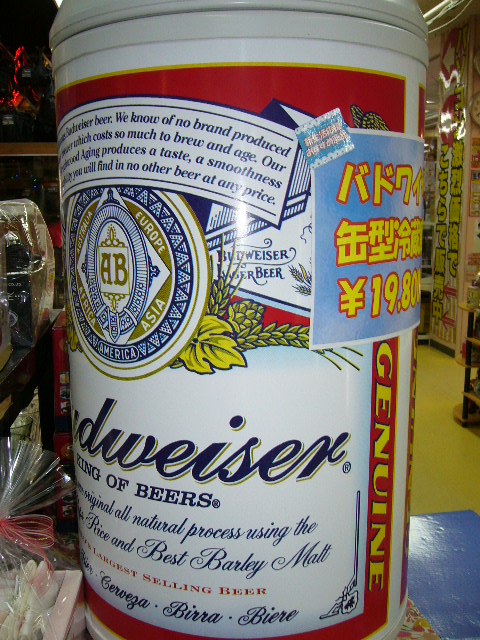 Budweiser beer. We know of no brand produced
which costs so much to brew and age. Our
Aging produces a taste, a smoothness
you will find in no other beer at any price.
EUROPE
ASIA
AMERICA
AB
BUDWEISER
LAGER BEER
バドワイ
缶型冷蔵
¥19,80
GENUINE
dweiser®
KING OF BEERS®
original all natural process using the
Rice and Best Barley Malt
LARGEST SELLING BEER
Cerveza · Birra · Biere